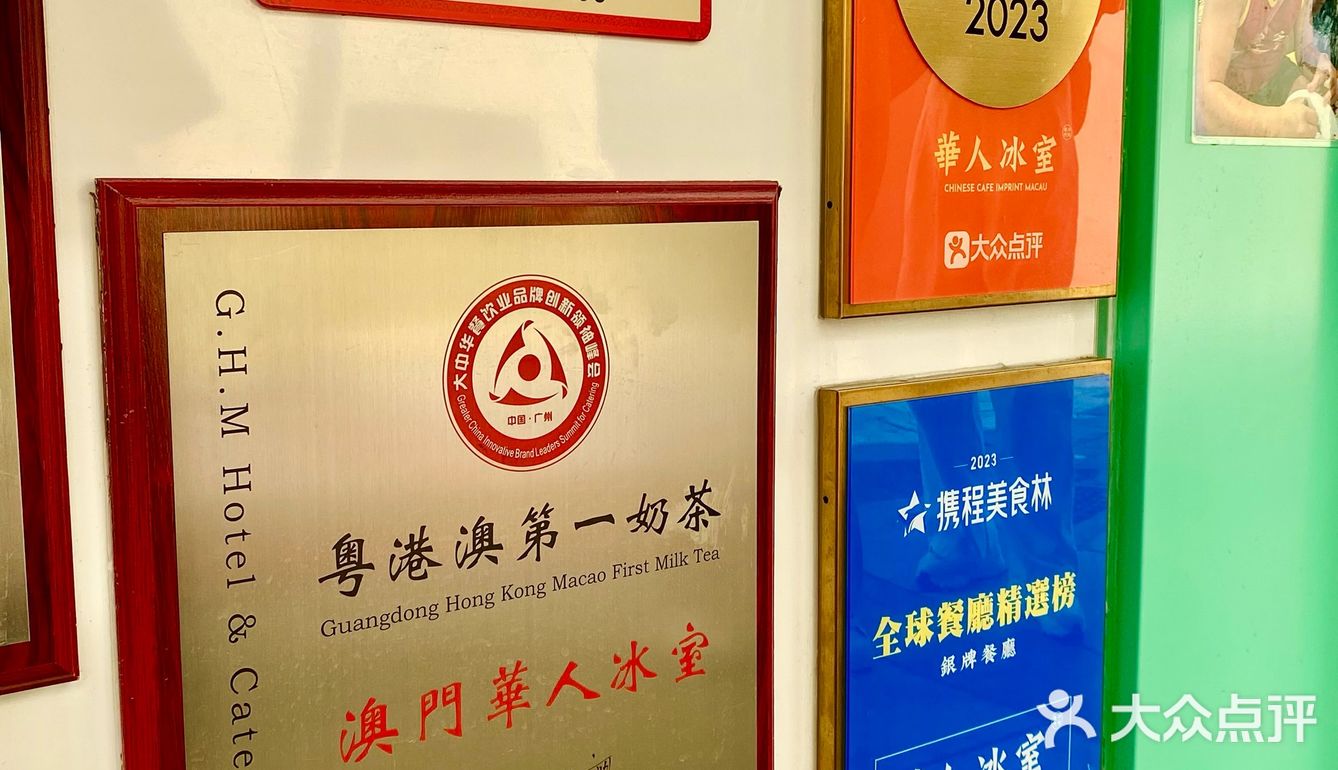 G.H.M Hotel & Cate
大中华餐饮业品牌创新领袖峰会
中国·广州
Greater China Innovative Brand Leaders Summit for Catering
粤港澳第一奶茶
Guangdong Hong Kong Macao First Milk Tea
澳門華人冰室
2023
華人冰室
CHINESE CAFE IMPRINT MACAU
大众点评
2023
携程美食林
全球餐廳精選榜
銀牌餐廳
人冰室
大众点评